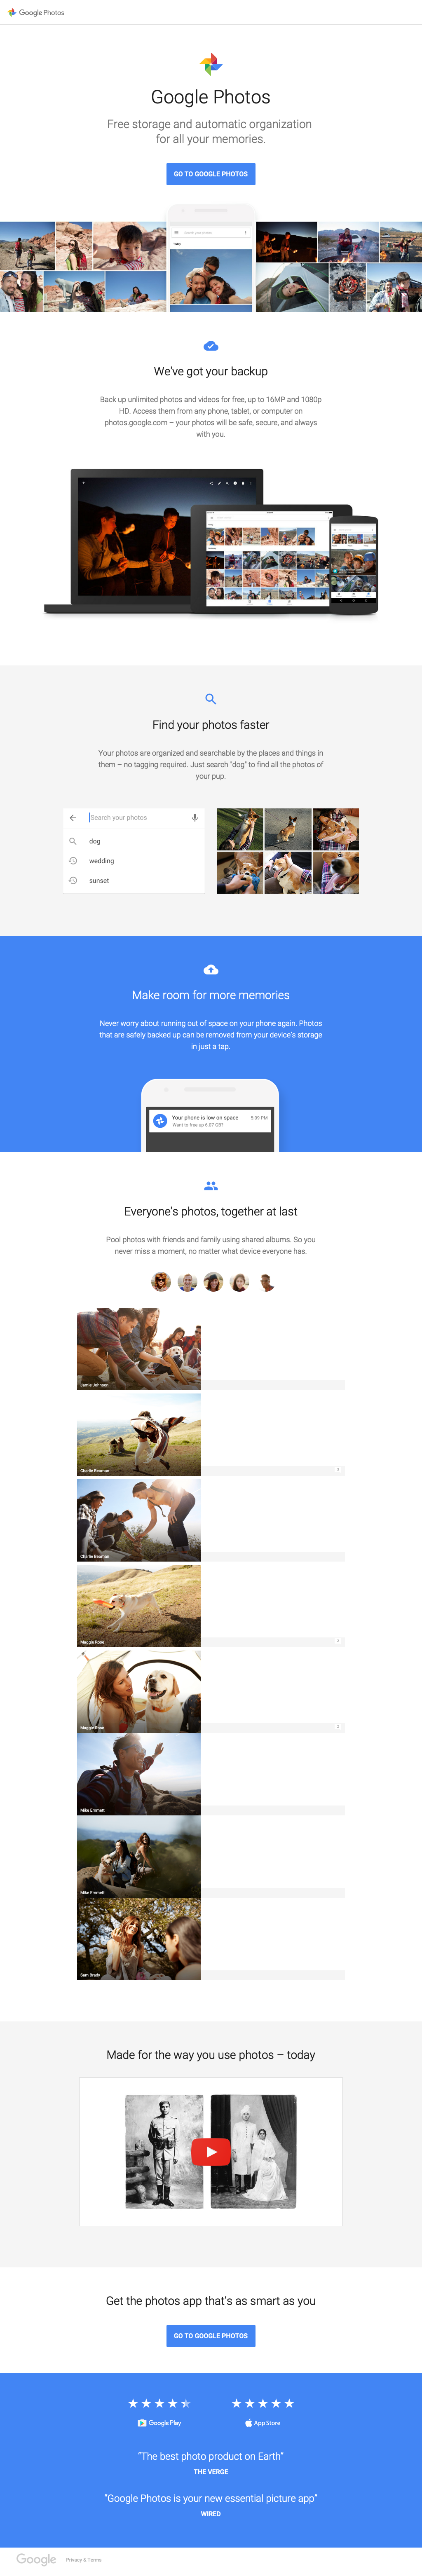 Google Photos
Google Photos
Free storage and automatic organization
for all your memories.
GO TO GOOGLE PHOTOS
Search your photos
Today
We've got your backup
Back up unlimited photos and videos for free, up to 16MP and 1080p
HD. Access them from any phone, tablet, or computer on
photos.google.com – your photos will be safe, secure, and always
with you.
Find your photos faster
Your photos are organized and searchable by the places and things in
them – no tagging required. Just search "dog" to find all the photos of
your pup.
Search your photos
dog
wedding
sunset
Make room for more memories
Never worry about running out of space on your phone again. Photos
that are safely backed up can be removed from your device's storage
in just a tap.
Your phone is low on space
5:09 PM
Want to free up 6.07 GB?
Everyone's photos, together at last
Pool photos with friends and family using shared albums. So you
never miss a moment, no matter what device everyone has.
Jamie Johnson
Charlie Beaman
Charlie Beaman
Maggie Rose
Maggie Rose
Mike Emmett
Mike Emmett
Sam Brady
Made for the way you use photos – today
Get the photos app that's as smart as you
GO TO GOOGLE PHOTOS
Google Play
App Store
"The best photo product on Earth"
THE VERGE
"Google Photos is your new essential picture app"
WIRED
Google
Privacy & Terms